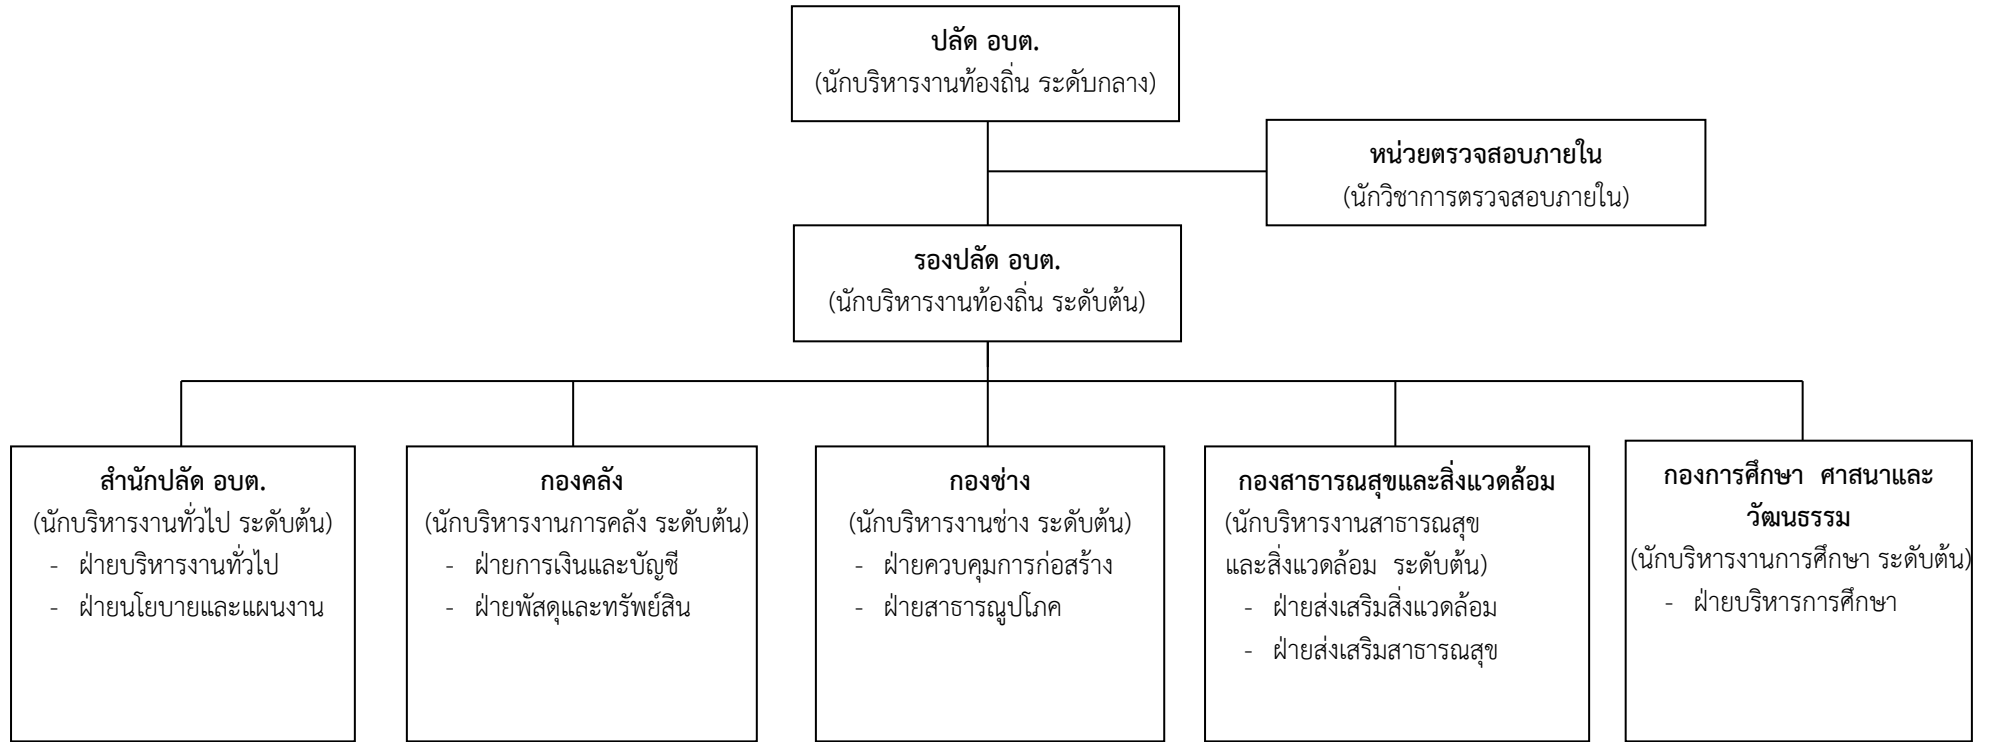 ปลัด อบต.
(นักบริหารงานท้องถิ่น ระดับกลาง)
หน่วยตรวจสอบภายใน
(นักวิชาการตรวจสอบภายใน)
รองปลัด อบต.
(นักบริหารงานท้องถิ่น ระดับต้น)
สำนักปลัด อบต.
(นักบริหารงานทั่วไป ระดับต้น)
- ฝ่ายบริหารงานทั่วไป
- ฝ่ายนโยบายและแผนงาน
กองคลัง
(นักบริหารงานการคลัง ระดับต้น)
- ฝ่ายการเงินและบัญชี
- ฝ่ายพัสดุและทรัพย์สิน
กองช่าง
(นักบริหารงานช่าง ระดับต้น)
- ฝ่ายควบคุมการก่อสร้าง
- ฝ่ายสาธารณูปโภค
กองสาธารณสุขและสิ่งแวดล้อม
(นักบริหารงานสาธารณสุข
และสิ่งแวดล้อม ระดับต้น)
- ฝ่ายส่งเสริมสิ่งแวดล้อม
- ฝ่ายส่งเสริมสาธารณสุข
กองการศึกษา ศาสนาและ
วัฒนธรรม
(นักบริหารงานการศึกษา ระดับต้น)
- ฝ่ายบริหารการศึกษา